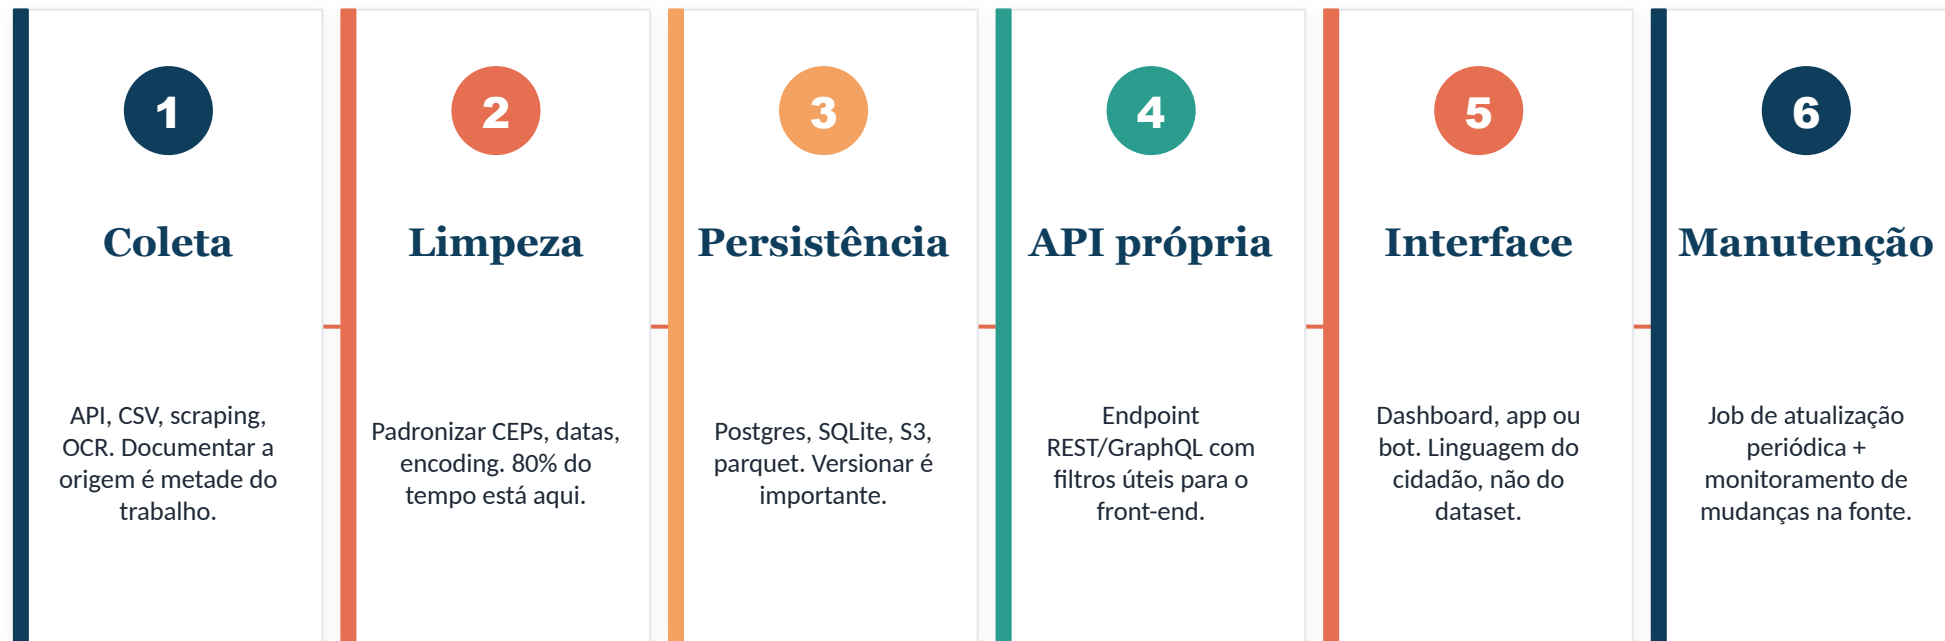 1
Coleta
API, CSV, scraping,
OCR. Documentar a
origem é metade do
trabalho.
2
Limpeza
Padronizar CEPs, datas,
encoding. 80% do
tempo está aqui.
3
Persistência
Postgres, SQLite, S3,
parquet. Versionar é
importante.
4
API própria
Endpoint
REST/GraphQL com
filtros úteis para o
front-end.
5
Interface
Dashboard, app ou
bot. Linguagem do
cidadão, não do
dataset.
6
Manutenção
Job de atualização
periódica +
monitoramento de
mudanças na fonte.